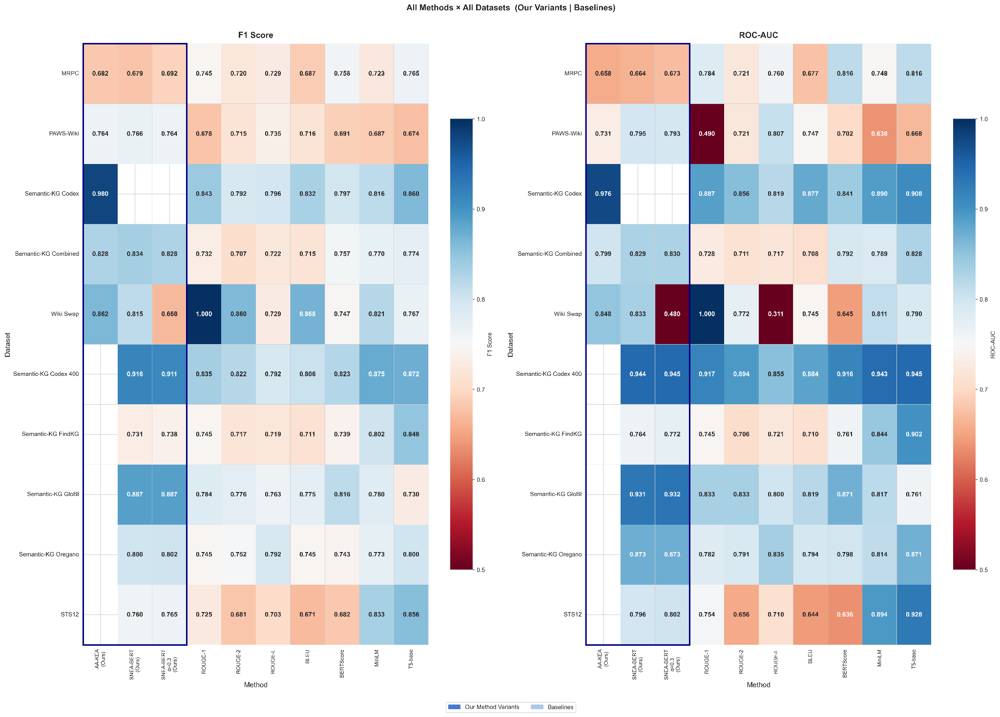 All Methods × All Datasets  (Our Variants | Baselines)
F1 Score
MRPC 0.682 0.679 0.692 0.745 0.720 0.729 0.687 0.758 0.723 0.765
PAWS-Wiki 0.764 0.766 0.764 0.678 0.715 0.735 0.716 0.691 0.687 0.674
Semantic-KG Codex 0.980 0.843 0.792 0.796 0.832 0.797 0.816 0.860
Semantic-KG Combined 0.828 0.834 0.828 0.732 0.707 0.722 0.715 0.757 0.770 0.774
Wiki Swap 0.862 0.815 0.668 1.000 0.860 0.729 0.868 0.747 0.821 0.767
Semantic-KG Codex 400 0.916 0.911 0.835 0.822 0.792 0.806 0.823 0.875 0.872
Semantic-KG FindKG 0.731 0.738 0.745 0.717 0.719 0.711 0.739 0.802 0.848
Semantic-KG GloBI 0.887 0.887 0.784 0.776 0.763 0.775 0.816 0.780 0.730
Semantic-KG Oregano 0.800 0.802 0.745 0.752 0.792 0.745 0.743 0.773 0.800
STS12 0.760 0.765 0.725 0.681 0.703 0.671 0.682 0.833 0.856
Dataset
AA-KEA
(Ours)
SNEA-BERT
(Ours)
SNEA-BERT
α=0.3
(Ours)
ROUGE-1
ROUGE-2
ROUGE-L
BLEU
BERTScore
MiniLM
T5-base
Method
1.0
0.9
0.8
0.7
0.6
0.5
F1 Score
ROC-AUC
MRPC 0.658 0.664 0.673 0.784 0.721 0.760 0.677 0.816 0.748 0.816
PAWS-Wiki 0.731 0.795 0.793 0.490 0.721 0.807 0.747 0.702 0.638 0.668
Semantic-KG Codex 0.976 0.887 0.856 0.819 0.877 0.841 0.890 0.908
Semantic-KG Combined 0.799 0.829 0.830 0.728 0.711 0.717 0.708 0.792 0.789 0.828
Wiki Swap 0.848 0.833 0.480 1.000 0.772 0.311 0.745 0.645 0.811 0.790
Semantic-KG Codex 400 0.944 0.945 0.917 0.894 0.855 0.884 0.916 0.943 0.945
Semantic-KG FindKG 0.764 0.772 0.745 0.706 0.721 0.710 0.761 0.844 0.902
Semantic-KG GloBI 0.931 0.932 0.833 0.833 0.800 0.819 0.871 0.817 0.761
Semantic-KG Oregano 0.873 0.873 0.782 0.791 0.835 0.794 0.798 0.814 0.871
STS12 0.796 0.802 0.754 0.656 0.710 0.644 0.636 0.894 0.928
Dataset
AA-KEA
(Ours)
SNEA-BERT
(Ours)
SNEA-BERT
α=0.3
(Ours)
ROUGE-1
ROUGE-2
ROUGE-L
BLEU
BERTScore
MiniLM
T5-base
Method
1.0
0.9
0.8
0.7
0.6
0.5
ROC-AUC
Our Method Variants
Baselines